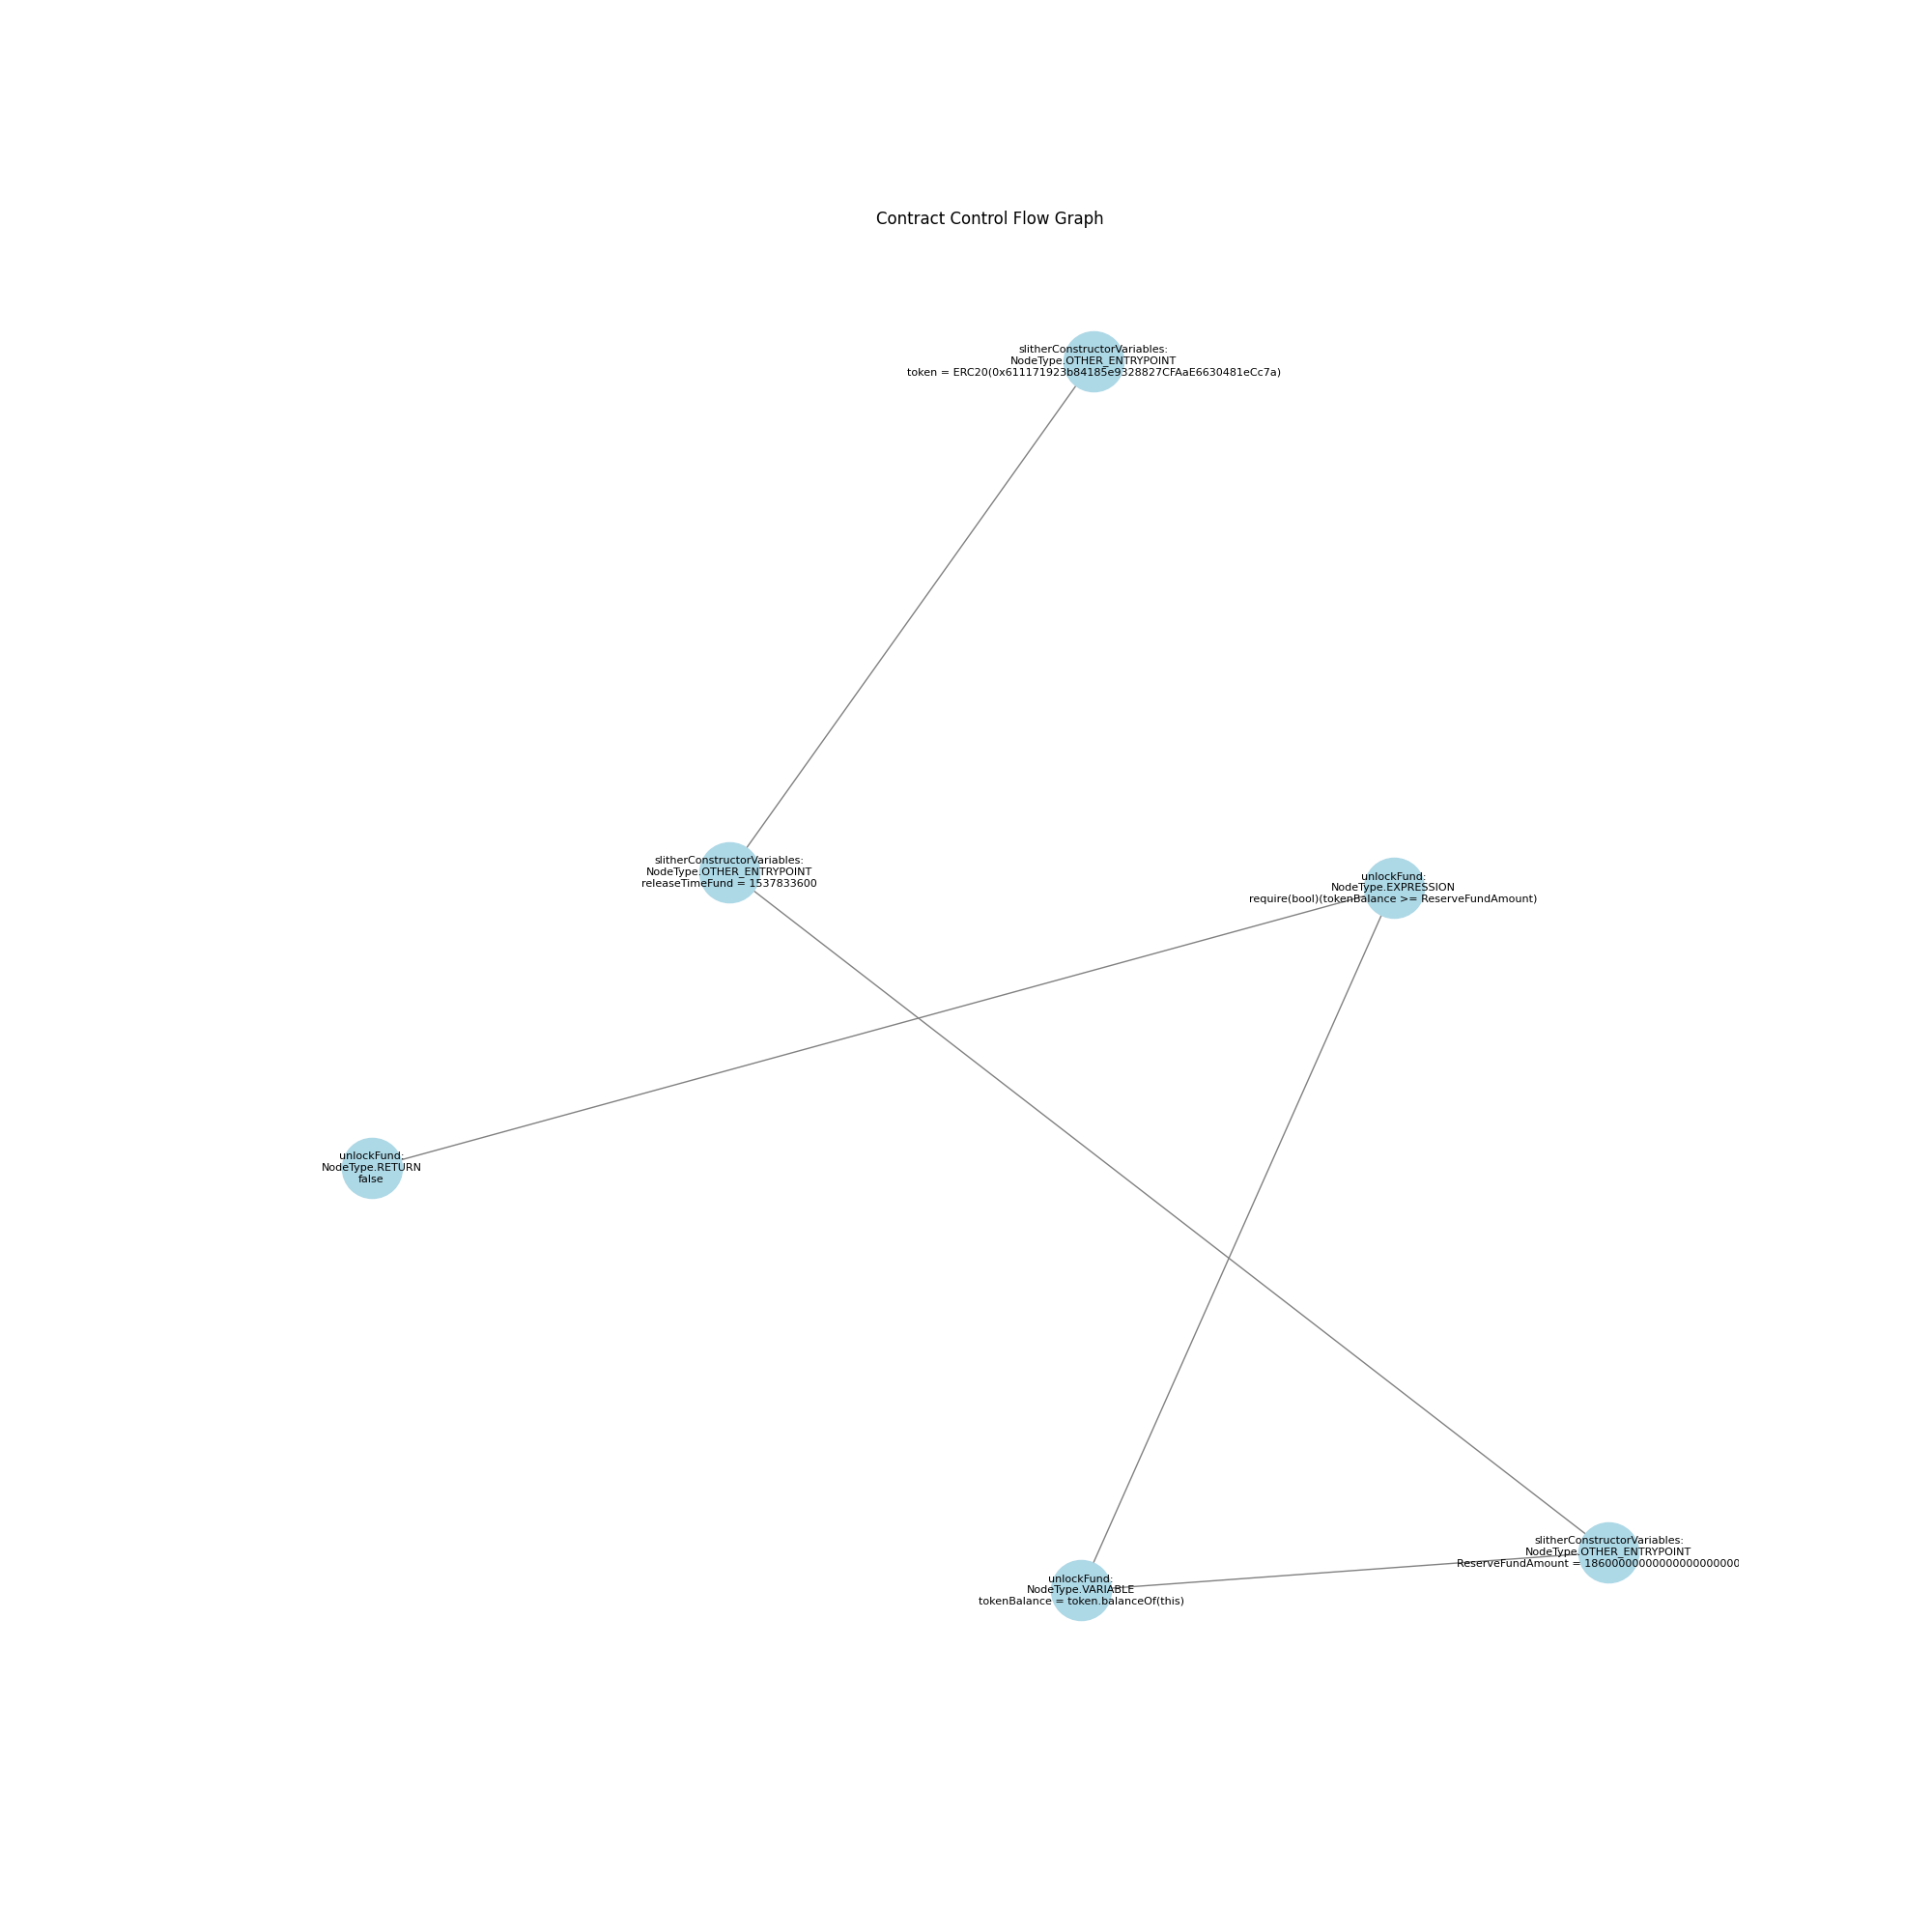 Contract Control Flow Graph
slitherConstructorVariables:
NodeType.OTHER_ENTRYPOINT
token = ERC20(0x611171923b84185e9328827CFAaE6630481eCc7a)
slitherConstructorVariables:
NodeType.OTHER_ENTRYPOINT
releaseTimeFund = 1537833600
unlockFund:
NodeType.EXPRESSION
require(bool)(tokenBalance >= ReserveFundAmount)
unlockFund:
NodeType.RETURN
false
slitherConstructorVariables:
NodeType.OTHER_ENTRYPOINT
ReserveFundAmount =
unlockFund:
NodeType.VARIABLE
tokenBalance = token.balanceOf(this)